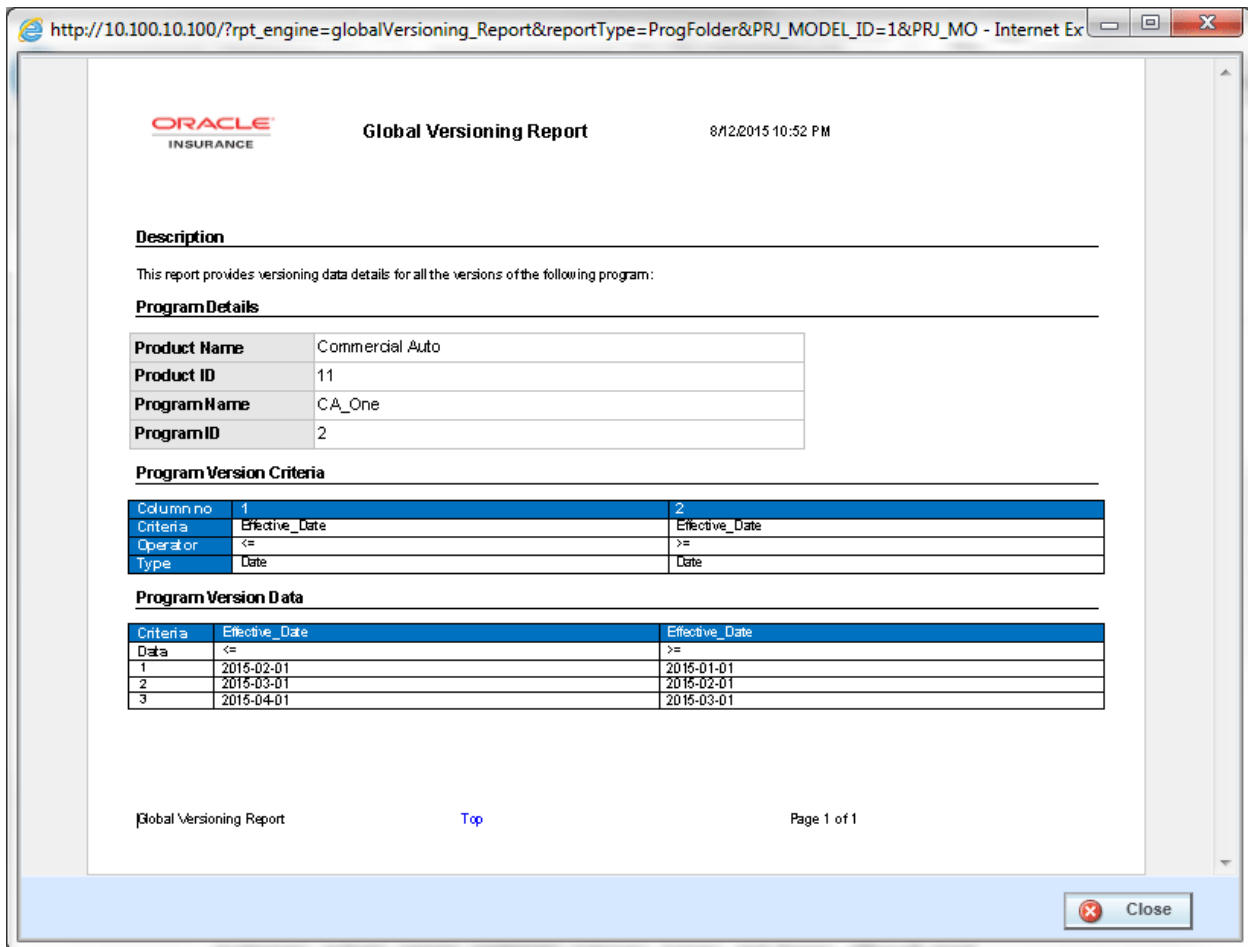 http://10.100.10.100/?rpt_engine=globalVersioning_Report&reportType=ProgFolder&PRJ_MODEL_ID=1&PRJ_MO - Internet Ex
ORACLE
INSURANCE
Global Versioning Report
8/12/2015 10:52 PM
Description
This report provides versioning data details for all the versions of the following program:
Program Details
Product Name Commercial Auto
Product ID 11
Program Name CA_One
Program ID 2
Program Version Criteria
Column no 1 2
Criteria Effective_Date Effective_Date
Operator <= >=
Type Date Date
Program Version Data
Criteria Effective_Date Effective_Date
Data <= >=
1 2015-02-01 2015-01-01
2 2015-03-01 2015-02-01
3 2015-04-01 2015-03-01
Global Versioning Report Top Page 1 of 1
Close